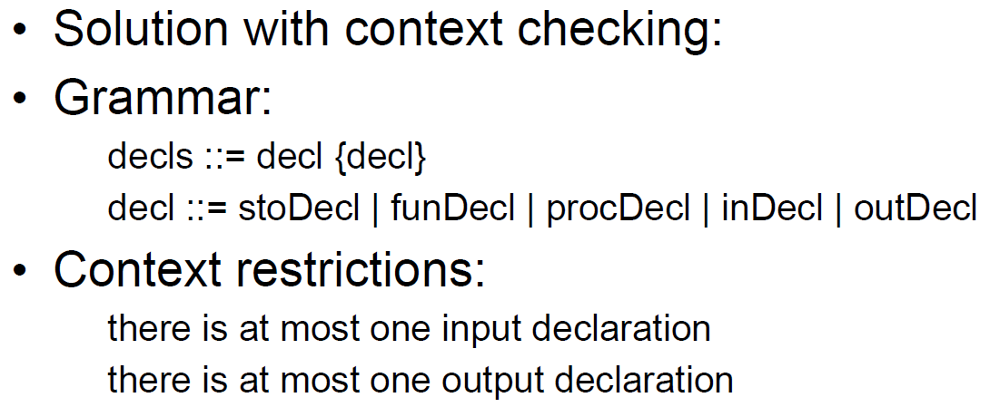 • Solution with context checking:
• Grammar:
decls ::= decl {decl}
decl ::= stoDecl | funDecl | procDecl | inDecl | outDecl
• Context restrictions:
there is at most one input declaration
there is at most one output declaration